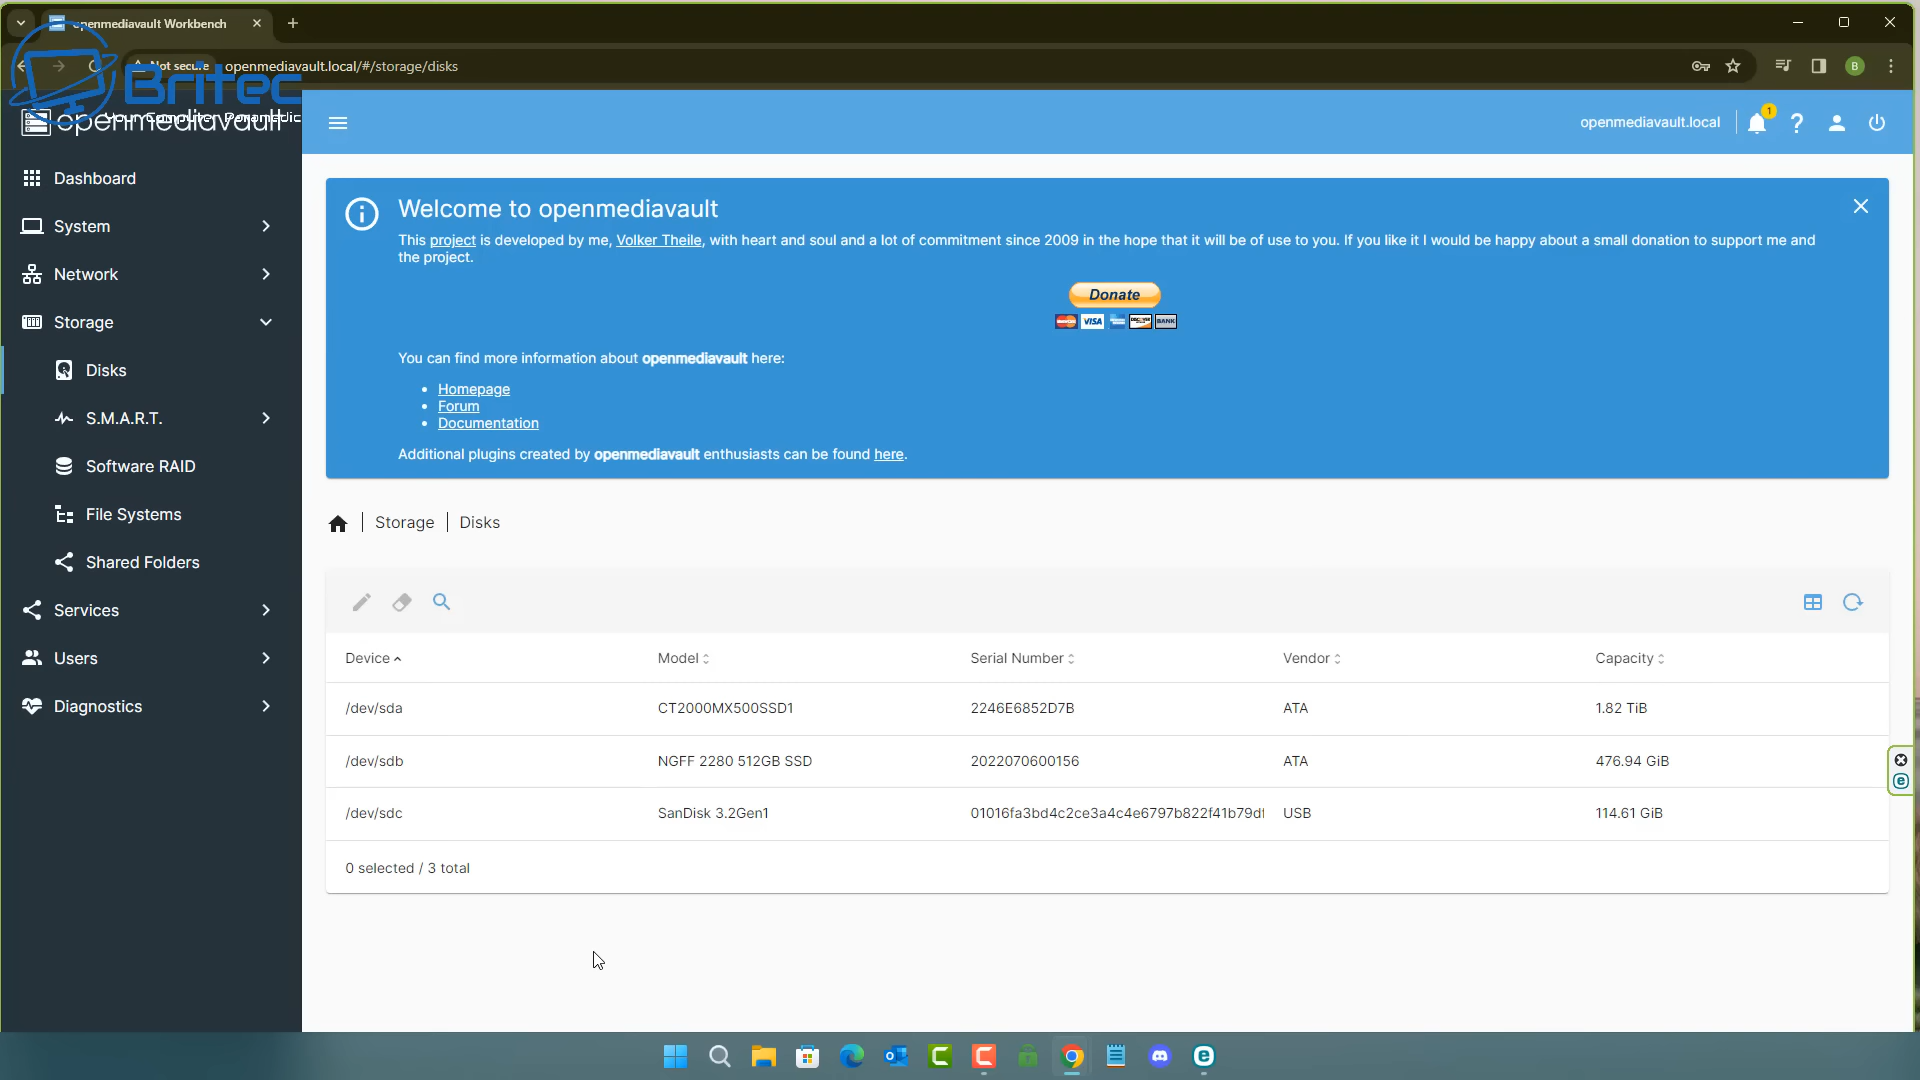 openmediavault Workbench
Not secure
openmediavault.local/#/storage/disks
B
Britec
Your Computer Paramedic
openmediavault
openmediavault.local
1
Dashboard
System
Network
Storage
Disks
S.M.A.R.T.
Software RAID
File Systems
Shared Folders
Services
Users
Diagnostics
Welcome to openmediavault
This project is developed by me, Volker Theile, with heart and soul and a lot of commitment since 2009 in the hope that it will be of use to you. If you like it I would be happy about a small donation to support me and
the project.
Donate
VISA
BANK
You can find more information about openmediavault here:
Homepage
Forum
Documentation
Additional plugins created by openmediavault enthusiasts can be found here.
Storage | Disks
Device Model Serial Number Vendor Capacity
/dev/sda CT2000MX500SSD1 2246E6852D7B ATA 1.82 TiB
/dev/sdb NGFF 2280 512GB SSD 2022070600156 ATA 476.94 GiB
/dev/sdc SanDisk 3.2Gen1 01016fa3bd4c2ce3a4c4e6797b822f41b79d USB 114.61 GiB
0 selected / 3 total